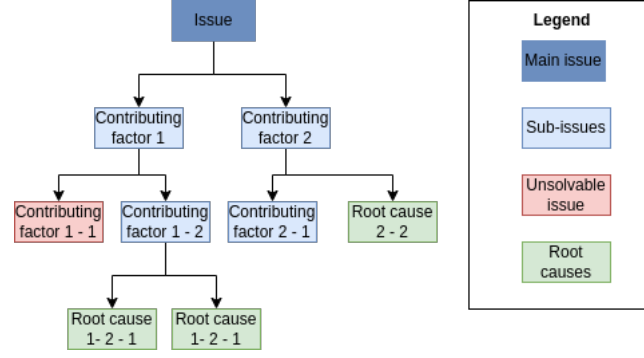 Issue
Legend
Main issue
Contributing
factor 1
Contributing
factor 2
Sub-issues
Contributing
factor 1 - 1
Contributing
factor 1 - 2
Contributing
factor 2 - 1
Root cause
2 - 2
Unsolvable
issue
Root
causes
Root cause
1- 2 - 1
Root cause
1- 2 - 1